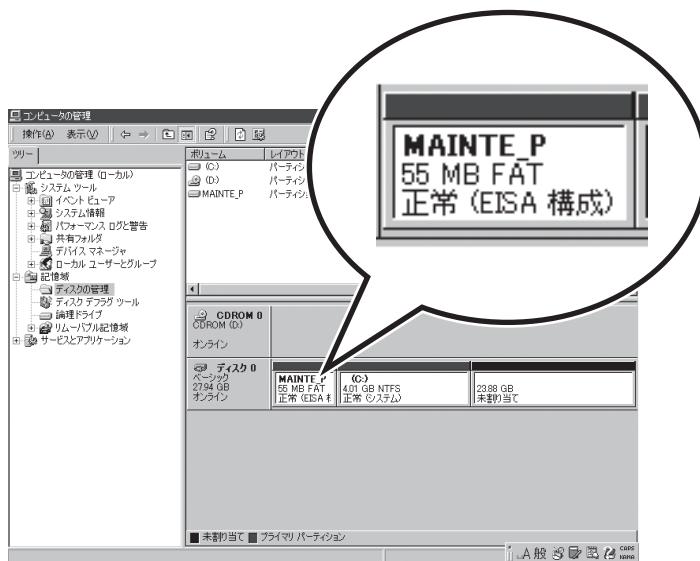 コンピュータの管理
操作(A) 表示(V)
ツリー
コンピュータの管理 (ローカル)
システム ツール
イベント ビューア
システム情報
パフォーマンス ログと警告
共有フォルダ
デバイス マネージャ
ローカル ユーザーとグループ
記憶域
ディスクの管理
ディスク デフラグ ツール
論理ドライブ
リムーバブル記憶域
サービスとアプリケーション
ボリューム レイアウト
(C:) パーティシ
(D:) パーティシ
MAINTE_P パーティショ
MAINTE_P
55 MB FAT
正常 (EISA 構成)
CDROM 0
CDROM (D:)
オンライン
ディスク 0
ベーシック
27.94 GB
オンライン
MAINTE_P
55 MB FAT
正常 (EISA 構
(C:)
4.01 GB NTFS
正常 (システム)
23.88 GB
未割り当て
未割り当て プライマリ パーティション
A 般 CAPS
KANA